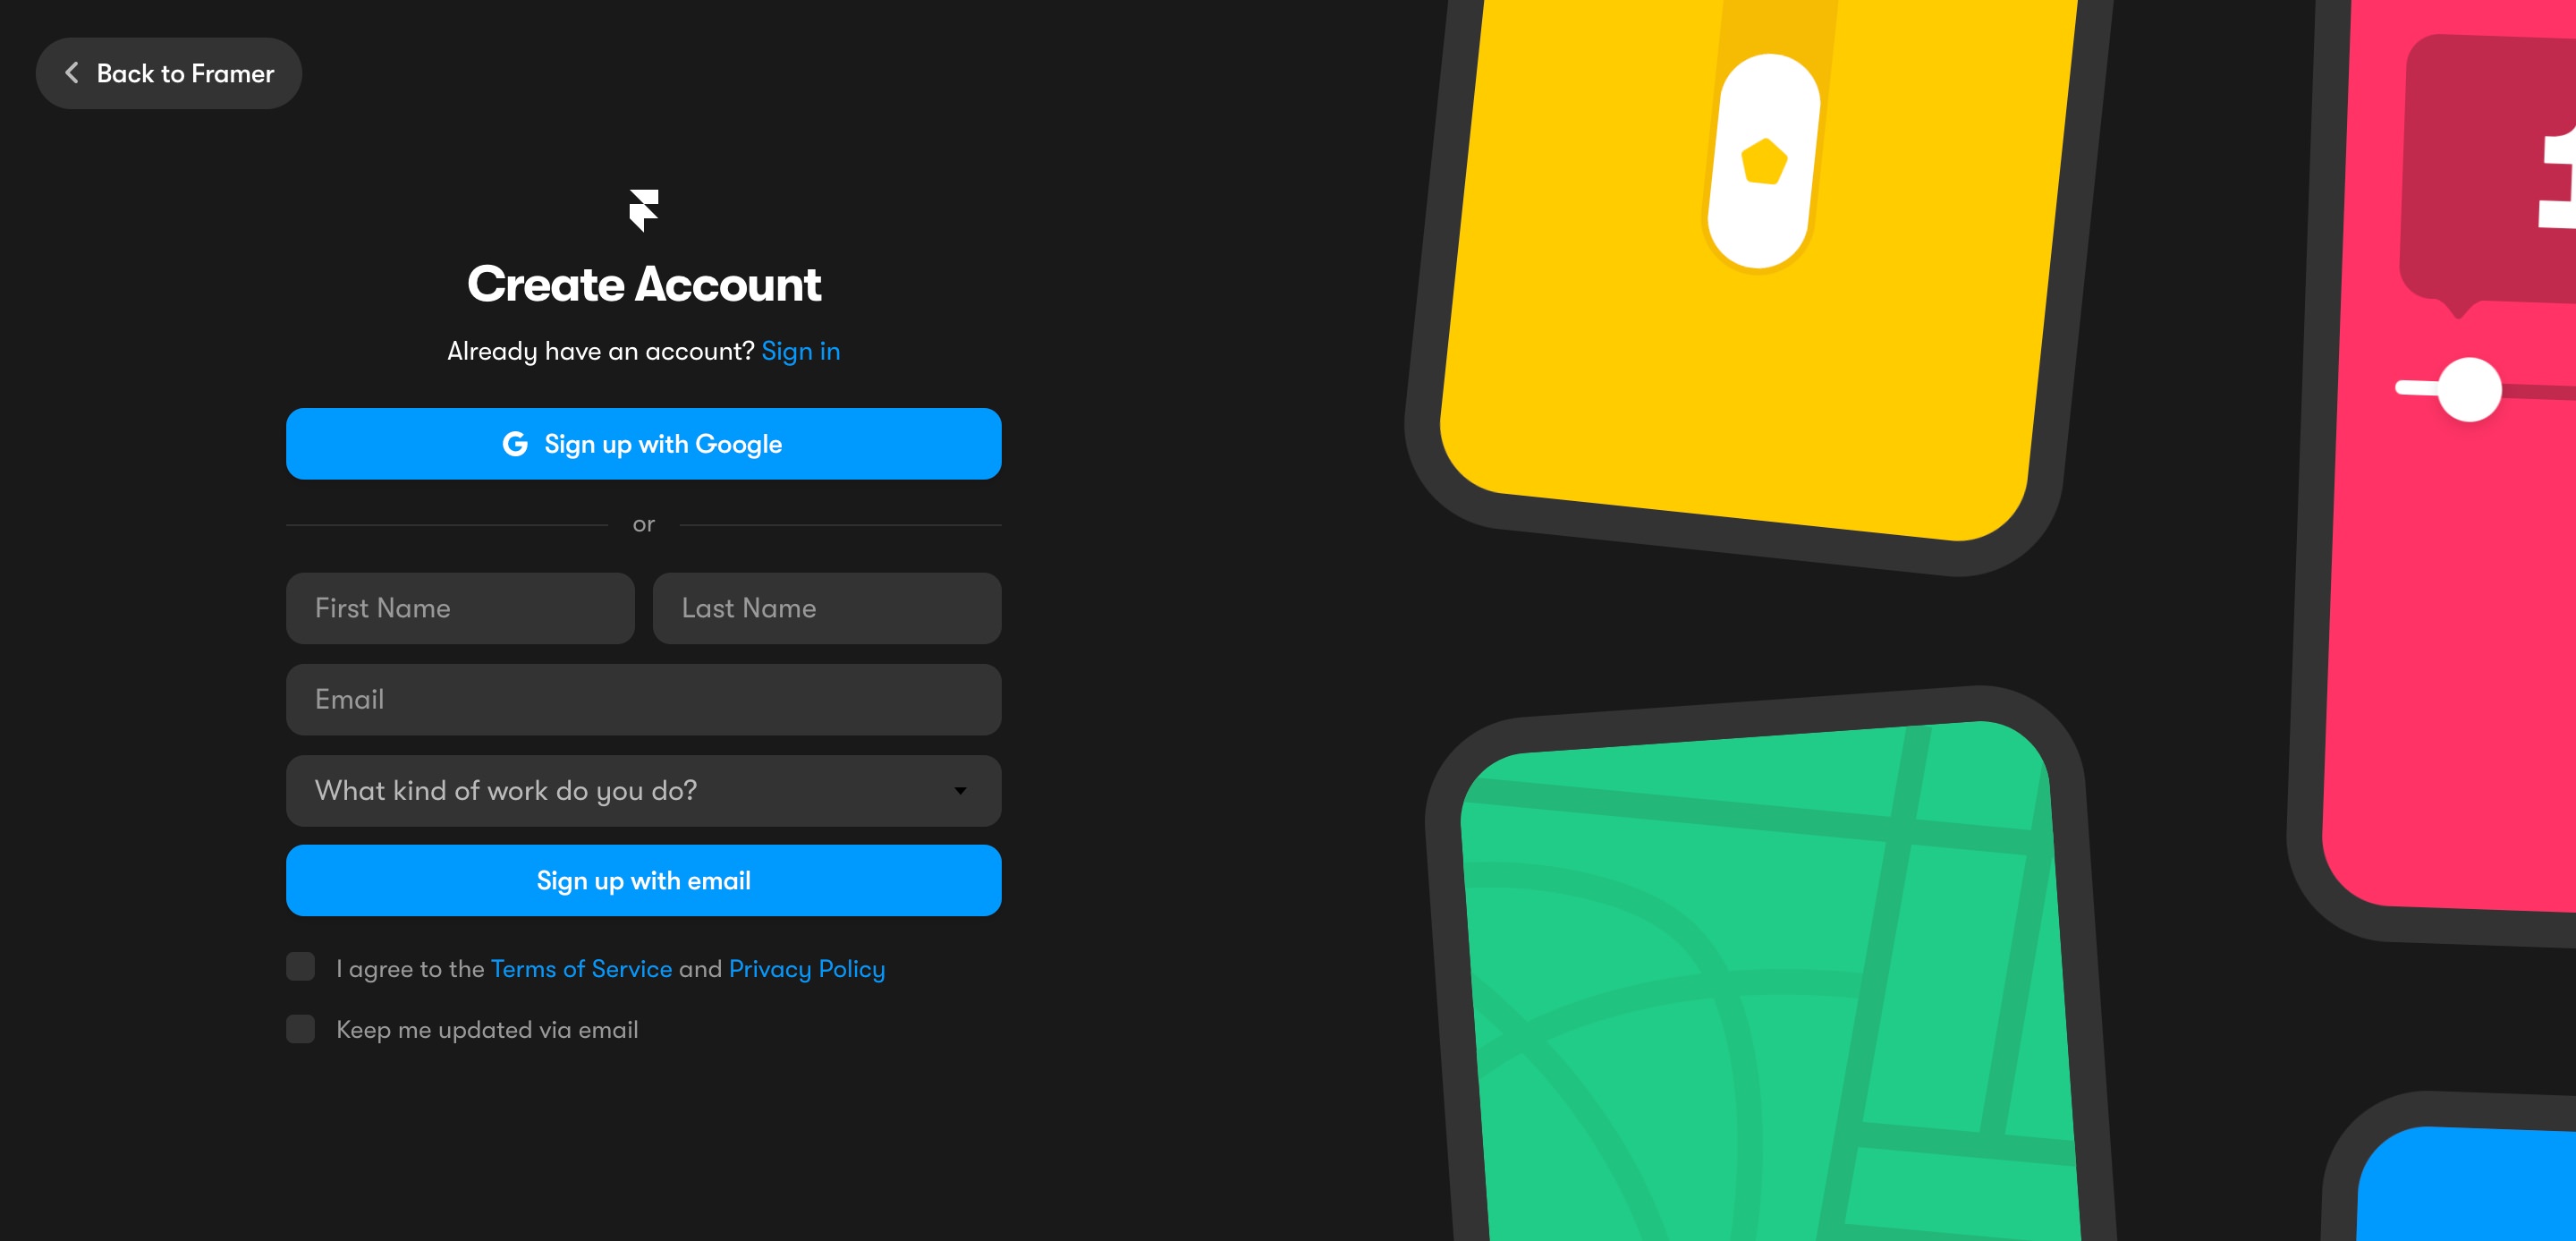 Back to Framer
Create Account
Already have an account? Sign in
Sign up with Google
or
First Name
Last Name
Email
What kind of work do you do?
Sign up with email
I agree to the Terms of Service and Privacy Policy
Keep me updated via email
1